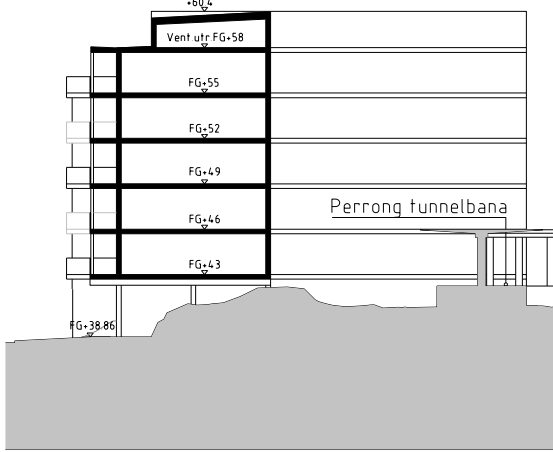 +60.4
Vent.utr FG+58
FG+55
FG+52
FG+49
Perrong tunnelbana
FG+46
FG+43
FG+38.86